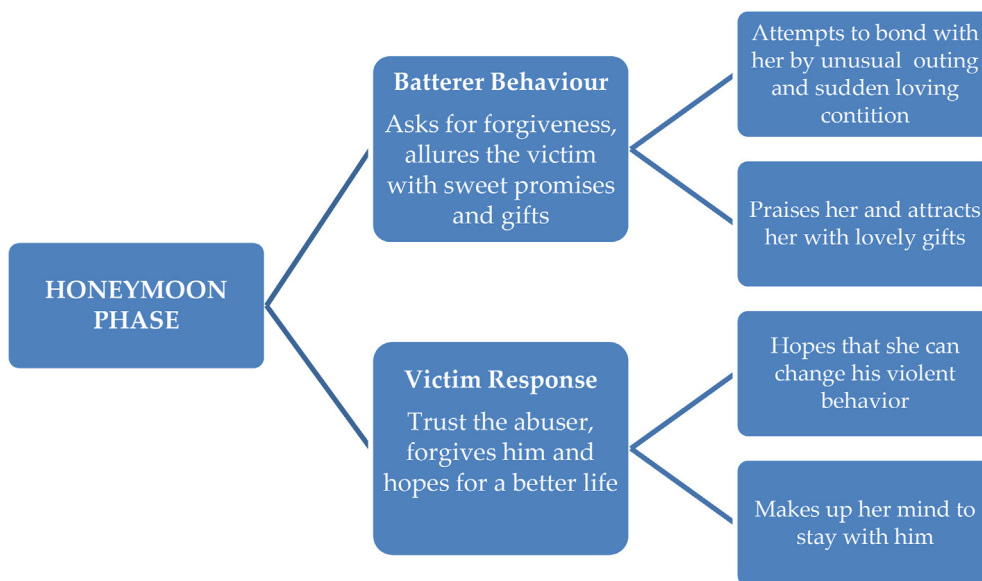 HONEYMOON
PHASE
Batterer Behaviour
Asks for forgiveness,
allures the victim
with sweet promises
and gifts
Attempts to bond with
her by unusual outing
and sudden loving
contition
Praises her and attracts
her with lovely gifts
Victim Response
Trust the abuser,
forgives him and
hopes for a better life
Hopes that she can
change his violent
behavior
Makes up her mind to
stay with him